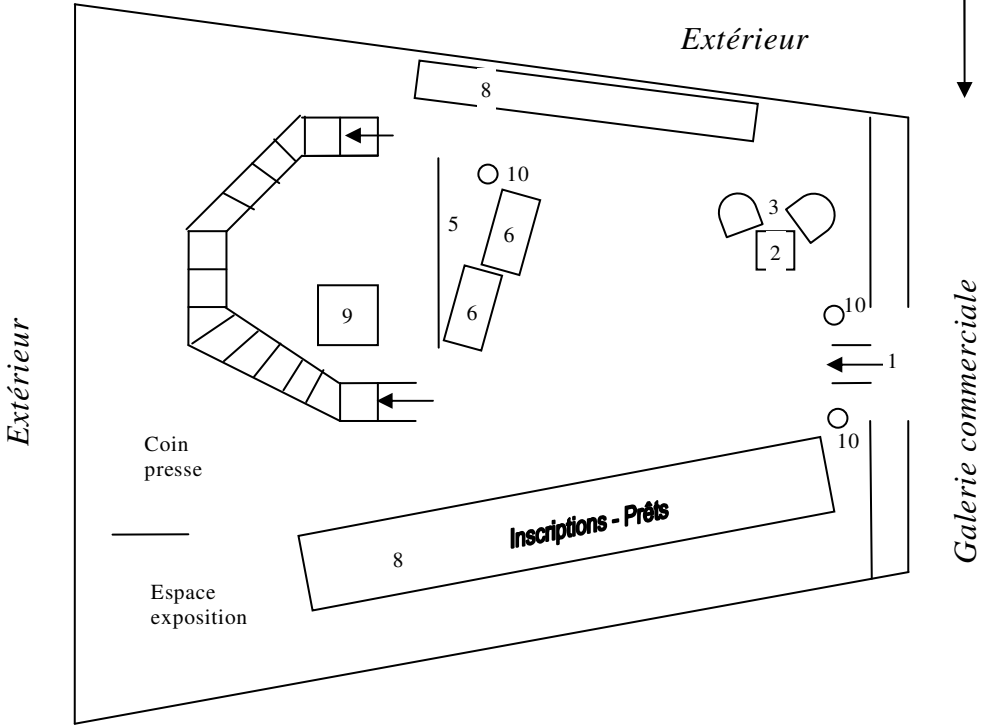 Extérieur
8
10
5
6
3
2
6
9
10
1
10
Extérieur
Galerie commerciale
Coin
presse
Inscriptions - Prêts
8
Espace
exposition